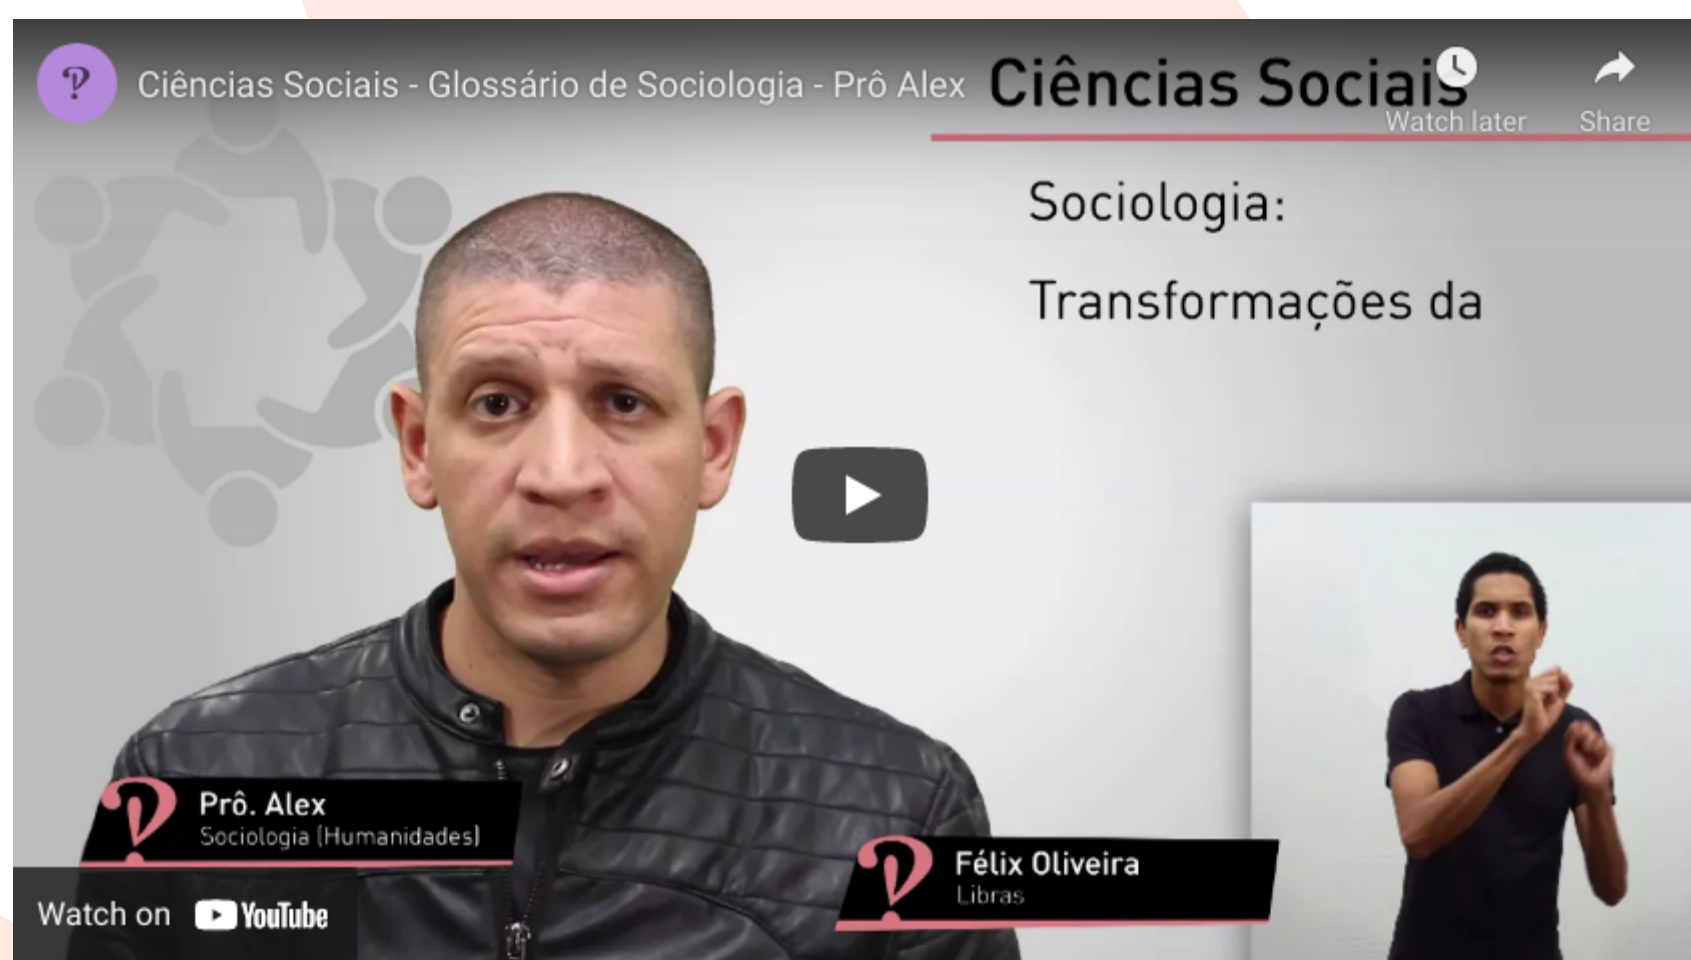 Ciências Sociais - Glossário de Sociologia - Prô Alex
Ciências Sociais
Watch later
Share
Sociologia:
Transformações da
Prô. Alex
Sociologia (Humanidades)
Félix Oliveira
Libras
Watch on YouTube